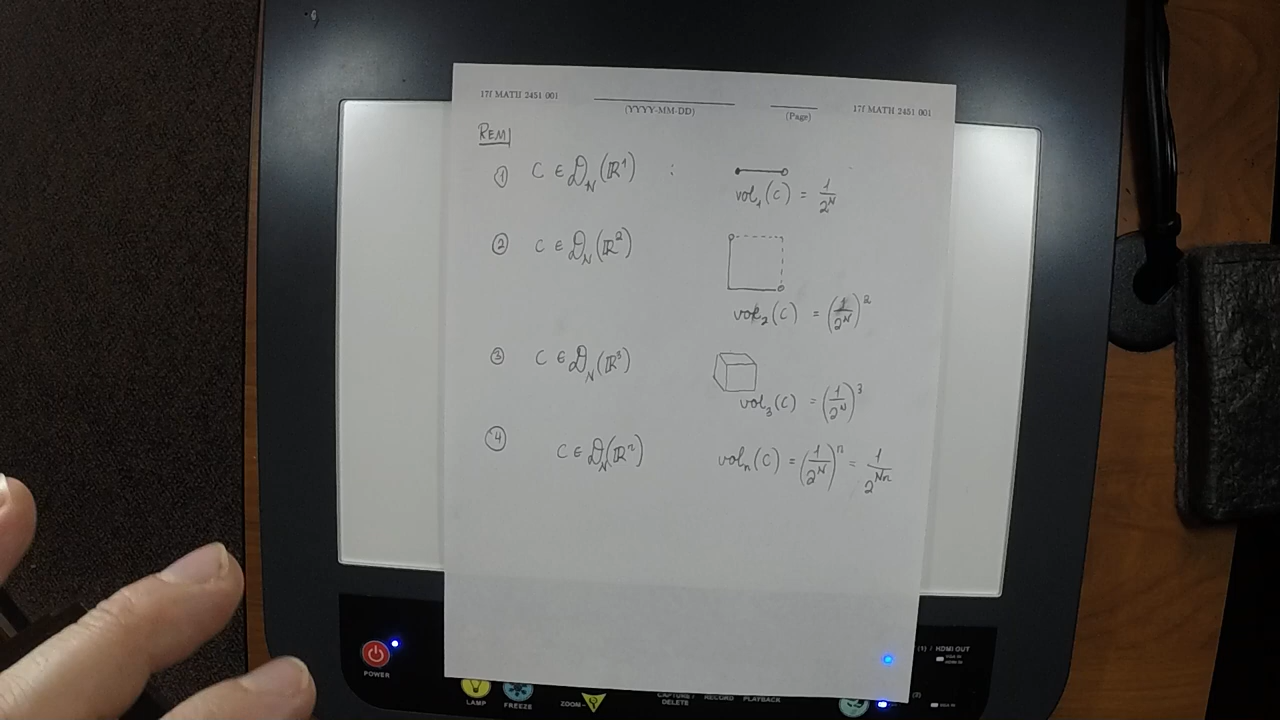 17f MATH 2451 001 (YYYY-MM-DD) (Page) 17f MATH 2451 001
REM
① C ∈ 𝒟_N(ℝ¹) :
vol₁(C) = 1/2^N
② C ∈ 𝒟_N(ℝ²)
vol₂(C) = (1/2^N)²
③ C ∈ 𝒟_N(ℝ³)
vol₃(C) = (1/2^N)³
④ C ∈ 𝒟_N(ℝⁿ) volₙ(C) = (1/2^N)ⁿ = 1/2^{Nn}
(1) / HDMI OUT
POWER
LAMP FREEZE ZOOM CAPTURE / DELETE RECORD PLAYBACK (2)